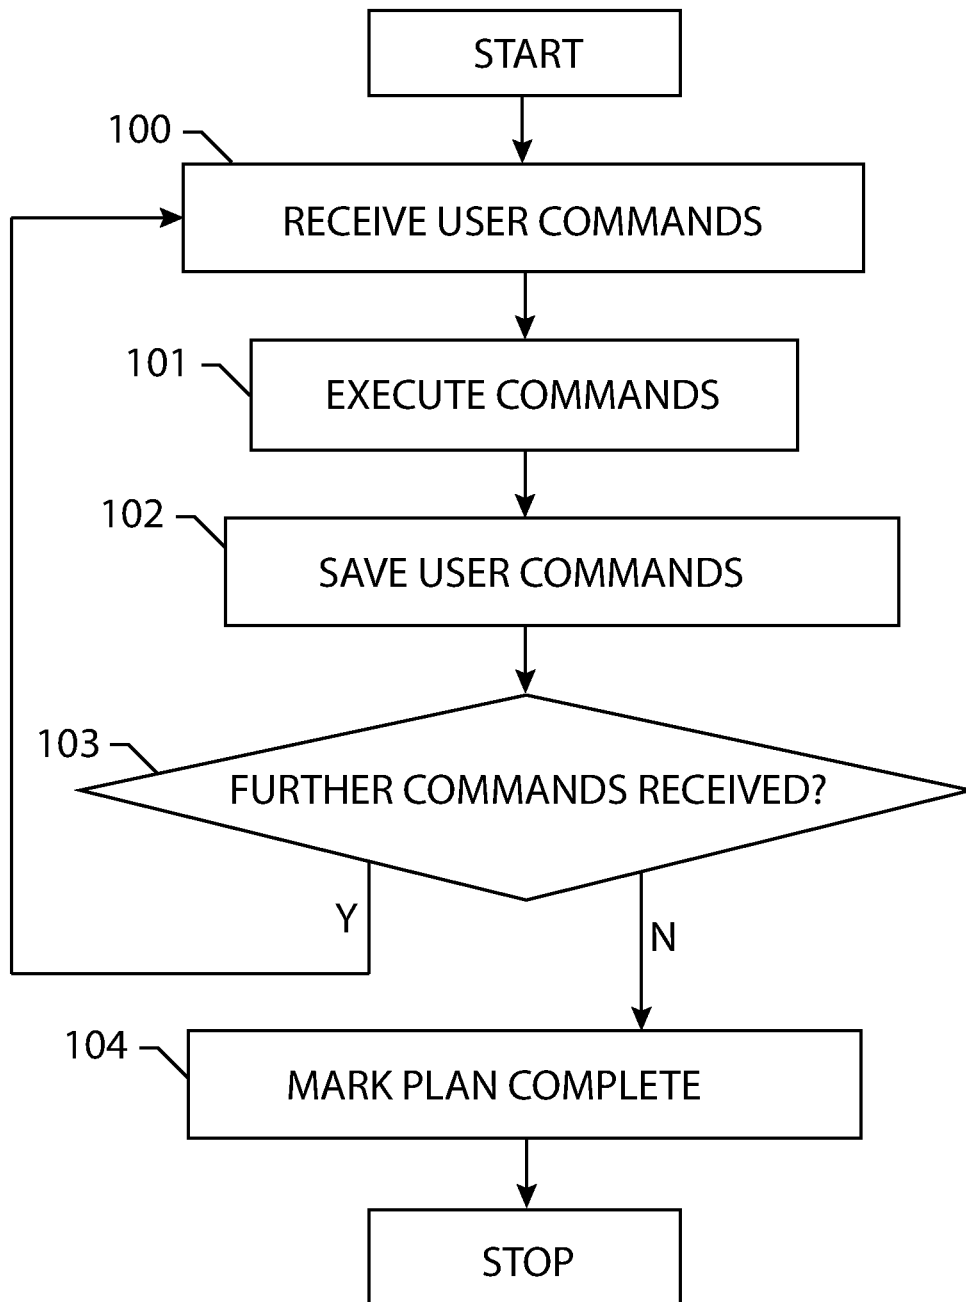 START
100
RECEIVE USER COMMANDS
101
EXECUTE COMMANDS
102
SAVE USER COMMANDS
103
FURTHER COMMANDS RECEIVED?
Y
N
104
MARK PLAN COMPLETE
STOP